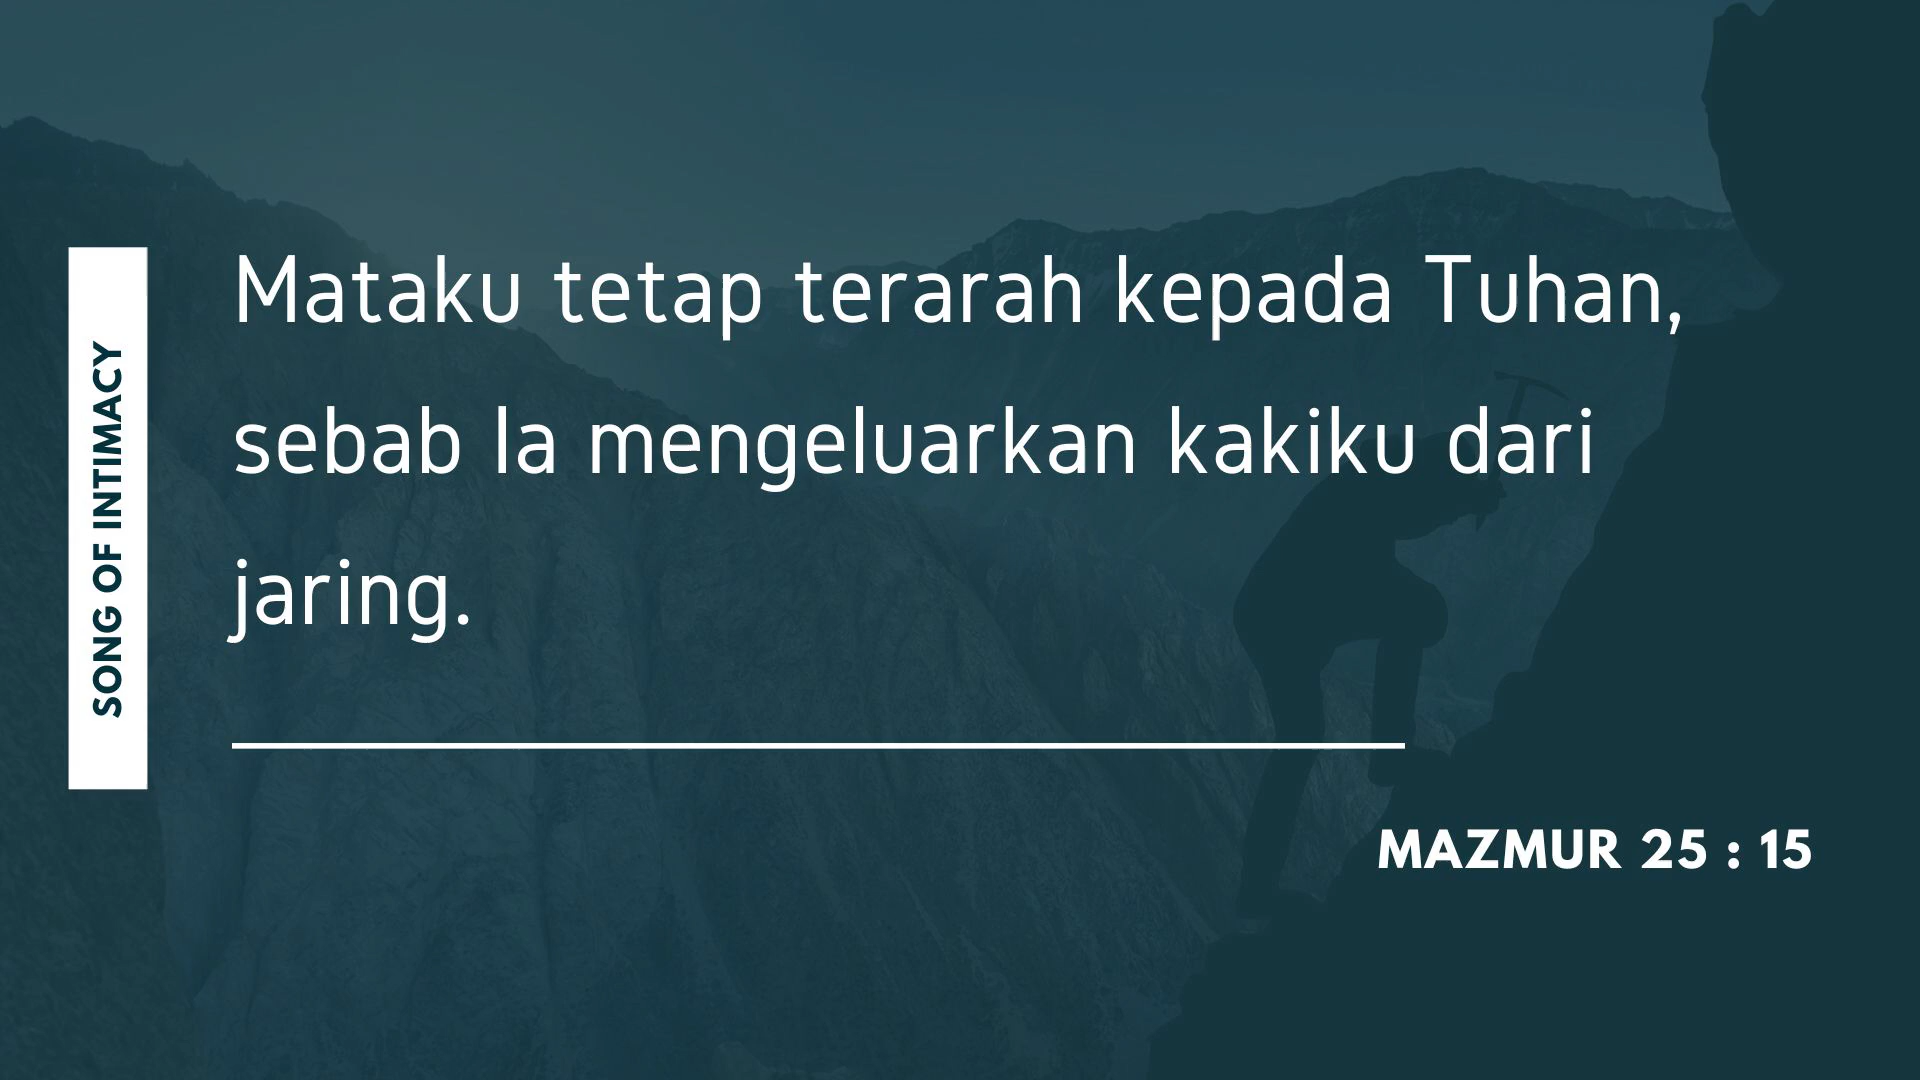 SONG OF INTIMACY
Mataku tetap terarah kepada Tuhan,
sebab Ia mengeluarkan kakiku dari
jaring.
MAZMUR 25 : 15